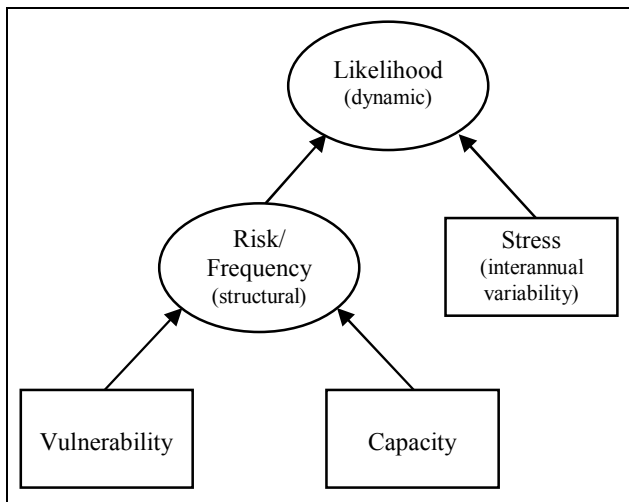 Likelihood
(dynamic)
Risk/
Frequency
(structural)
Stress
(interannual
variability)
Vulnerability
Capacity